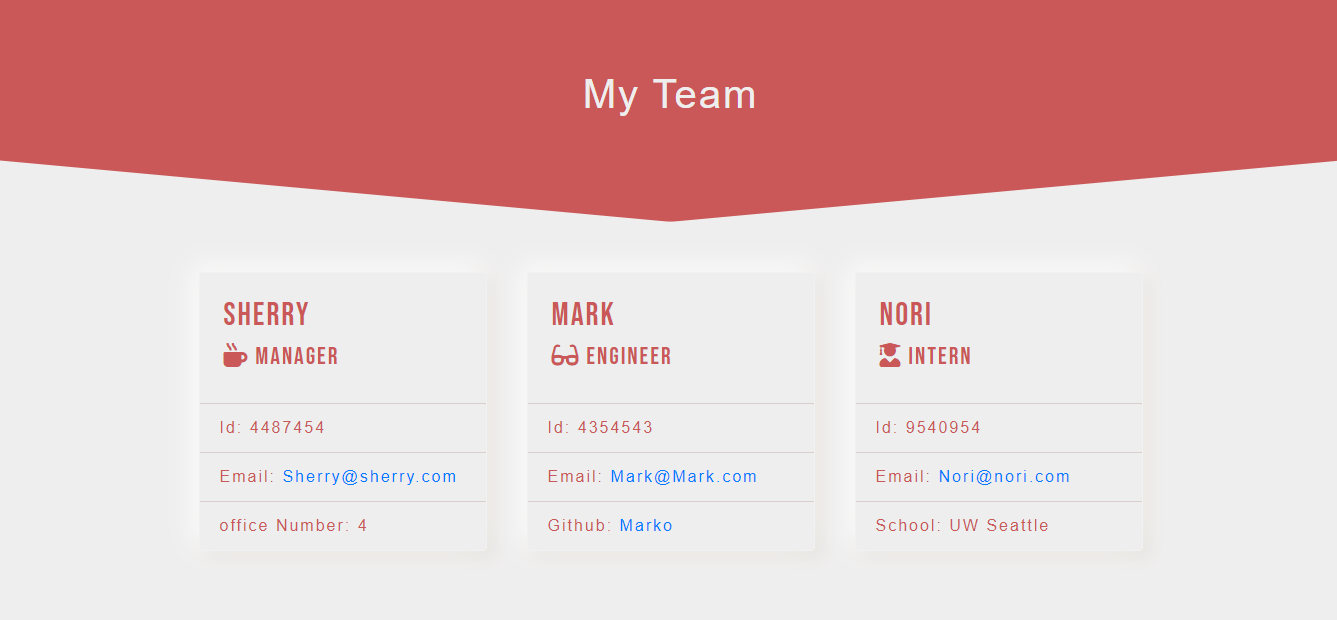 My Team
SHERRY
MANAGER
Id: 4487454
Email: Sherry@sherry.com
office Number: 4
MARK
ENGINEER
Id: 4354543
Email: Mark@Mark.com
Github: Marko
NORI
INTERN
Id: 9540954
Email: Nori@nori.com
School: UW Seattle